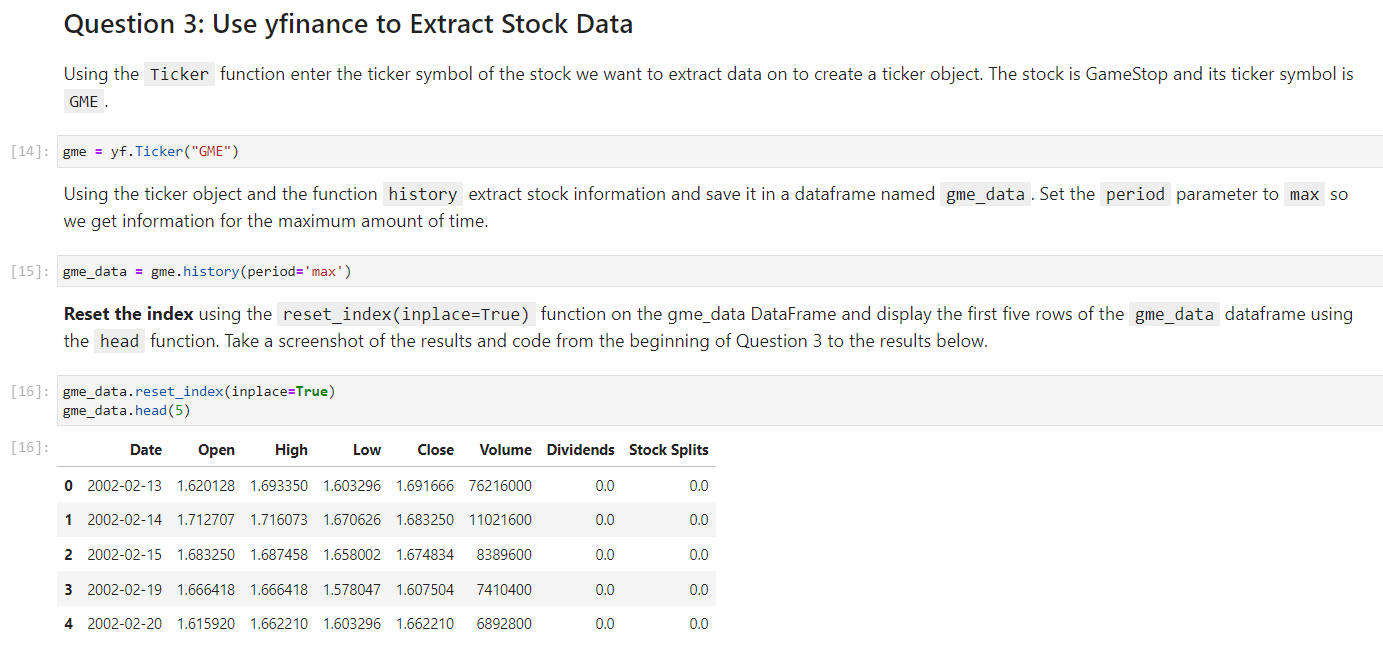 Question 3: Use yfinance to Extract Stock Data
Using the Ticker function enter the ticker symbol of the stock we want to extract data on to create a ticker object. The stock is GameStop and its ticker symbol is
GME .
[14]: gme = yf.Ticker("GME")
Using the ticker object and the function history extract stock information and save it in a dataframe named gme_data . Set the period parameter to max so
we get information for the maximum amount of time.
[15]: gme_data = gme.history(period='max')
Reset the index using the reset_index(inplace=True) function on the gme_data DataFrame and display the first five rows of the gme_data dataframe using
the head function. Take a screenshot of the results and code from the beginning of Question 3 to the results below.
[16]: gme_data.reset_index(inplace=True)
gme_data.head(5)
[16]: Date Open High Low Close Volume Dividends Stock Splits
0 2002-02-13 1.620128 1.693350 1.603296 1.691666 76216000 0.0 0.0
1 2002-02-14 1.712707 1.716073 1.670626 1.683250 11021600 0.0 0.0
2 2002-02-15 1.683250 1.687458 1.658002 1.674834 8389600 0.0 0.0
3 2002-02-19 1.666418 1.666418 1.578047 1.607504 7410400 0.0 0.0
4 2002-02-20 1.615920 1.662210 1.603296 1.662210 6892800 0.0 0.0